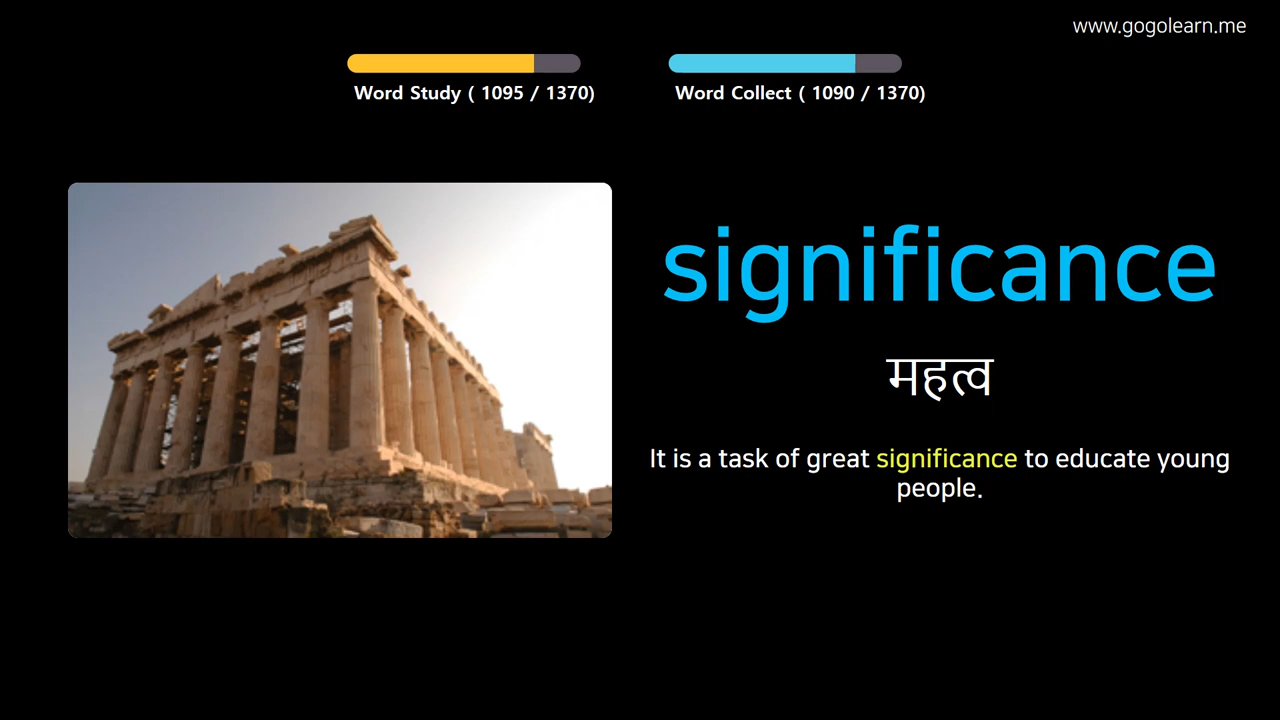 www.gogolearn.me
Word Study ( 1095 / 1370)
Word Collect ( 1090 / 1370)
significance
महत्व
It is a task of great significance to educate young
people.